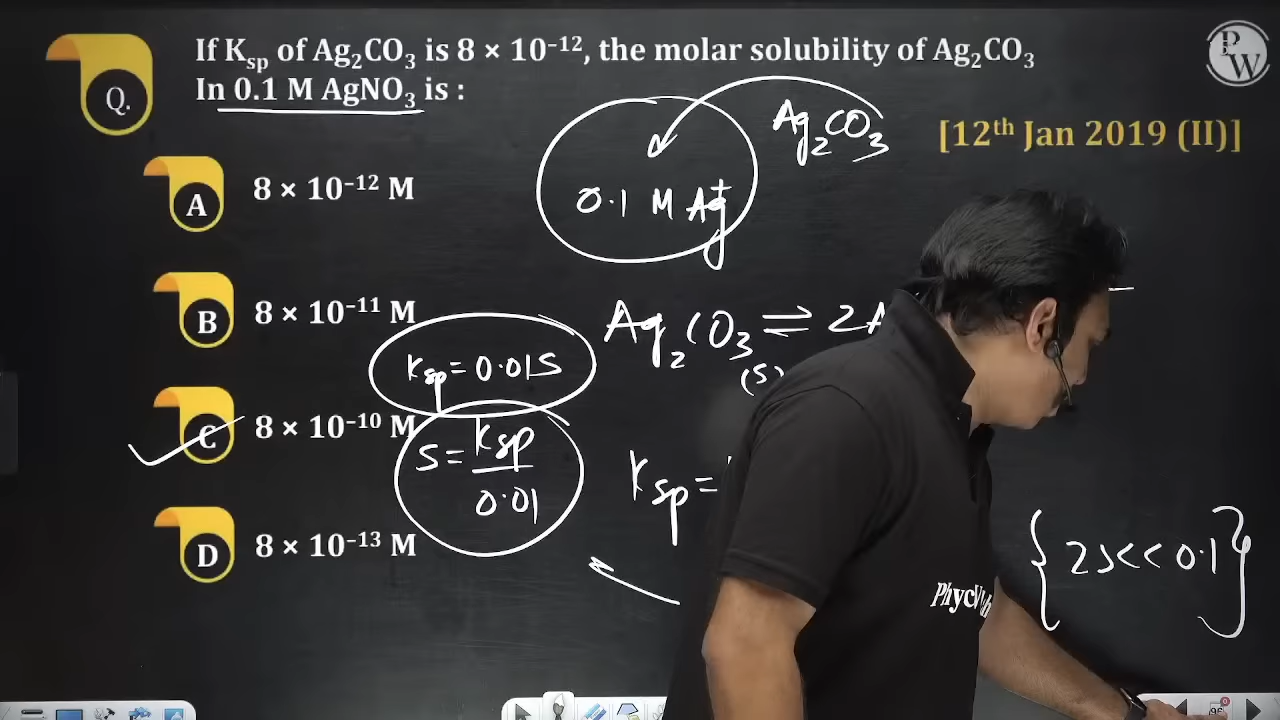 Q.
If Kₛₚ of Ag₂CO₃ is 8 × 10⁻¹², the molar solubility of Ag₂CO₃
In 0.1 M AgNO₃ is :
[12ᵗʰ Jan 2019 (II)]
A 8 × 10⁻¹² M
B 8 × 10⁻¹¹ M
C 8 × 10⁻¹⁰ M
D 8 × 10⁻¹³ M
Ag₂CO₃
0.1 M Ag⁺
Ag₂CO₃ ⇌ 2A
(s)
Ksp = 0.01S
S = Ksp
0.01
Ksp =
{2S << 0.1}
PW